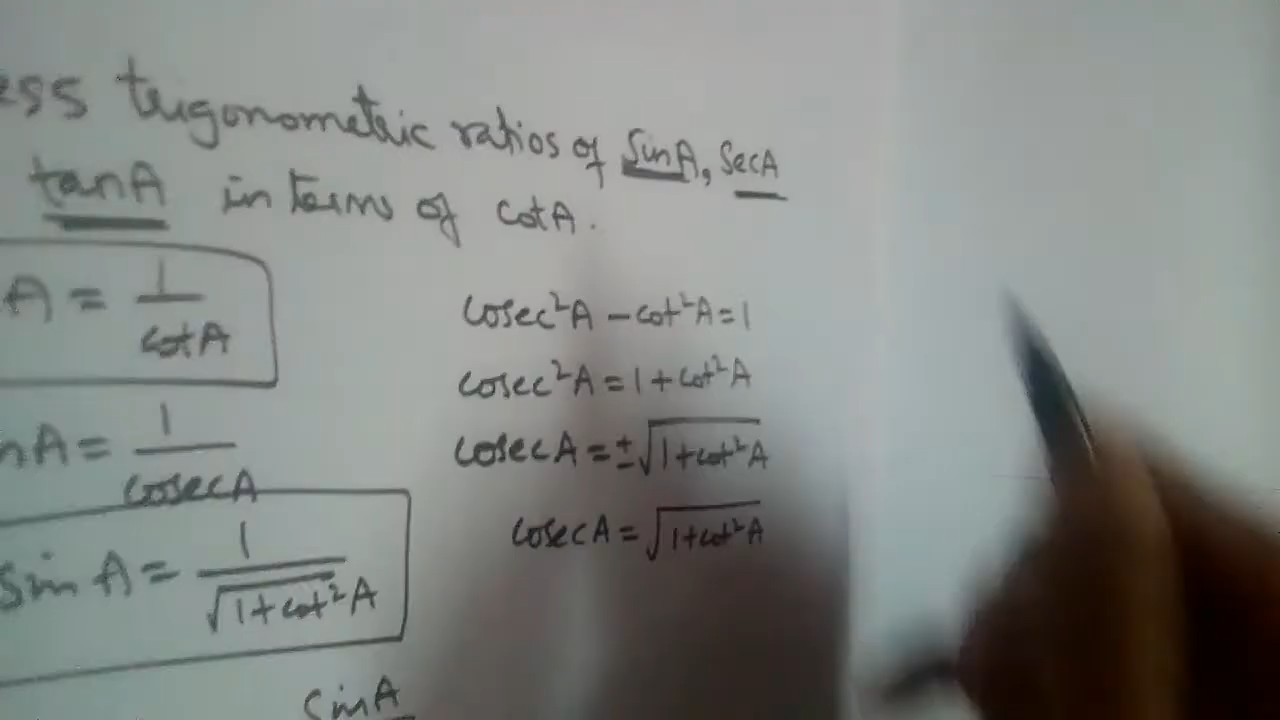 ess trigonometric ratios of SinA, SecA
tanA in terms of cotA.
A = 1/cotA
nA = 1/cosecA
sin A = 1/√1+cot²A
SinA
cosec²A - cot²A = 1
cosec²A = 1 + cot²A
cosecA = ±√1+cot²A
cosecA = √1+cot²A